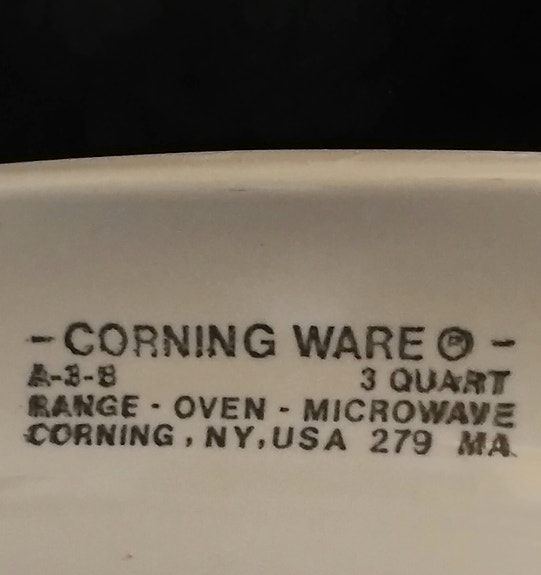 - CORNING WARE ® -
A-3-B 3 QUART
RANGE - OVEN - MICROWAVE
CORNING, NY, USA 279 MA